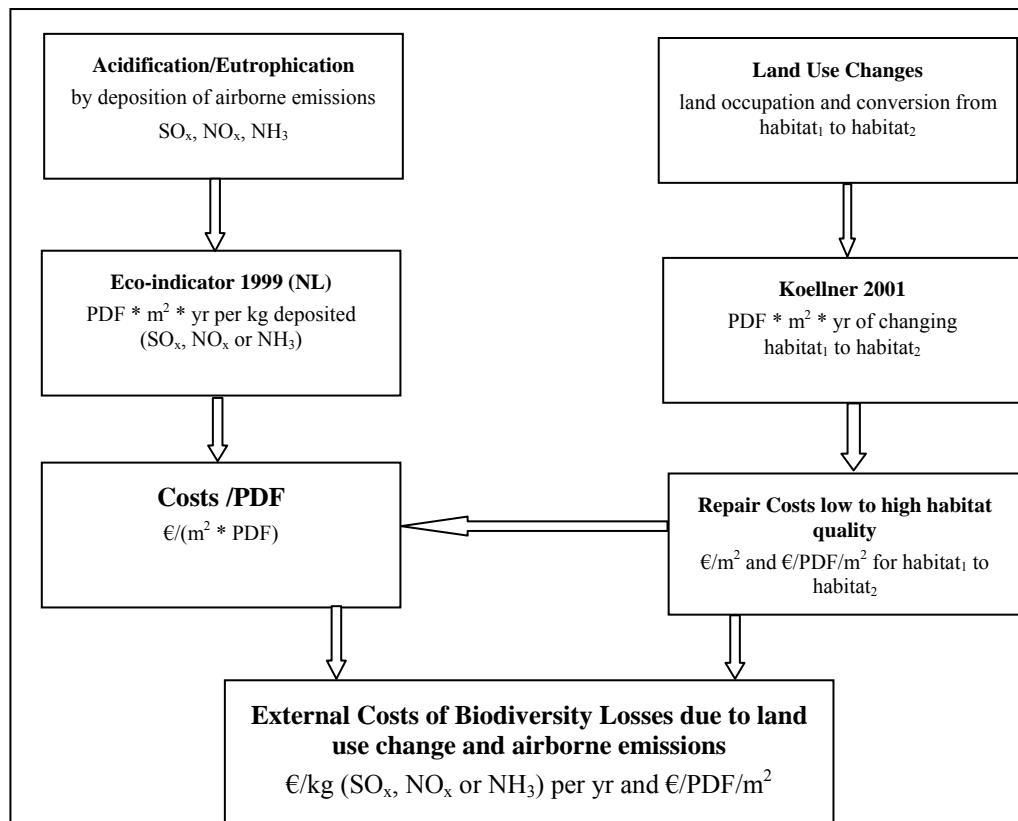 Acidification/Eutrophication
by deposition of airborne emissions
SOₓ, NOₓ, NH₃
Land Use Changes
land occupation and conversion from
habitat₁ to habitat₂
Eco-indicator 1999 (NL)
PDF * m² * yr per kg deposited
(SOₓ, NOₓ or NH₃)
Koellner 2001
PDF * m² * yr of changing
habitat₁ to habitat₂
Costs /PDF
€/(m² * PDF)
Repair Costs low to high habitat
quality
€/m² and €/PDF/m² for habitat₁ to
habitat₂
External Costs of Biodiversity Losses due to land
use change and airborne emissions
€/kg (SOₓ, NOₓ or NH₃) per yr and €/PDF/m²